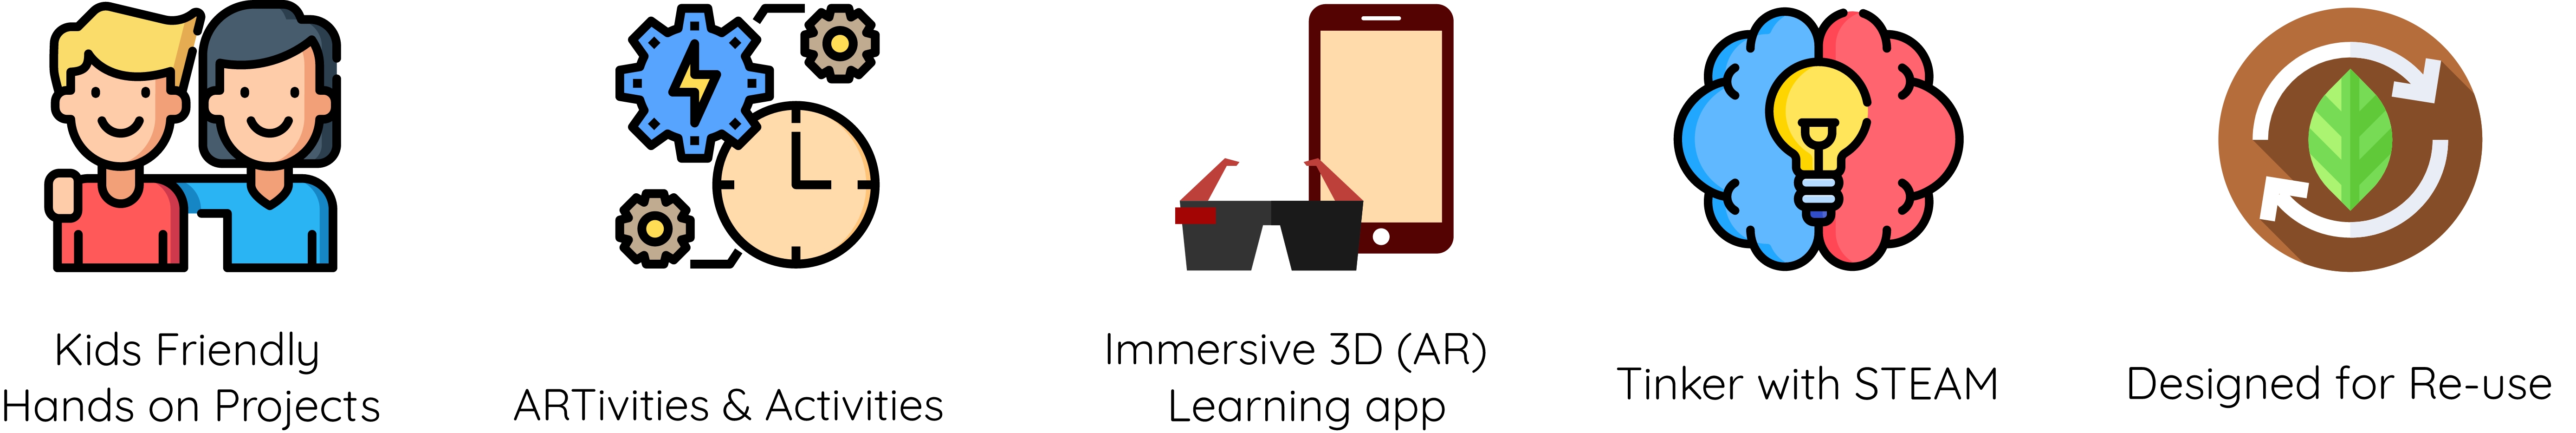 Kids Friendly
Hands on Projects
ARTivities & Activities
Immersive 3D (AR)
Learning app
Tinker with STEAM
Designed for Re-use